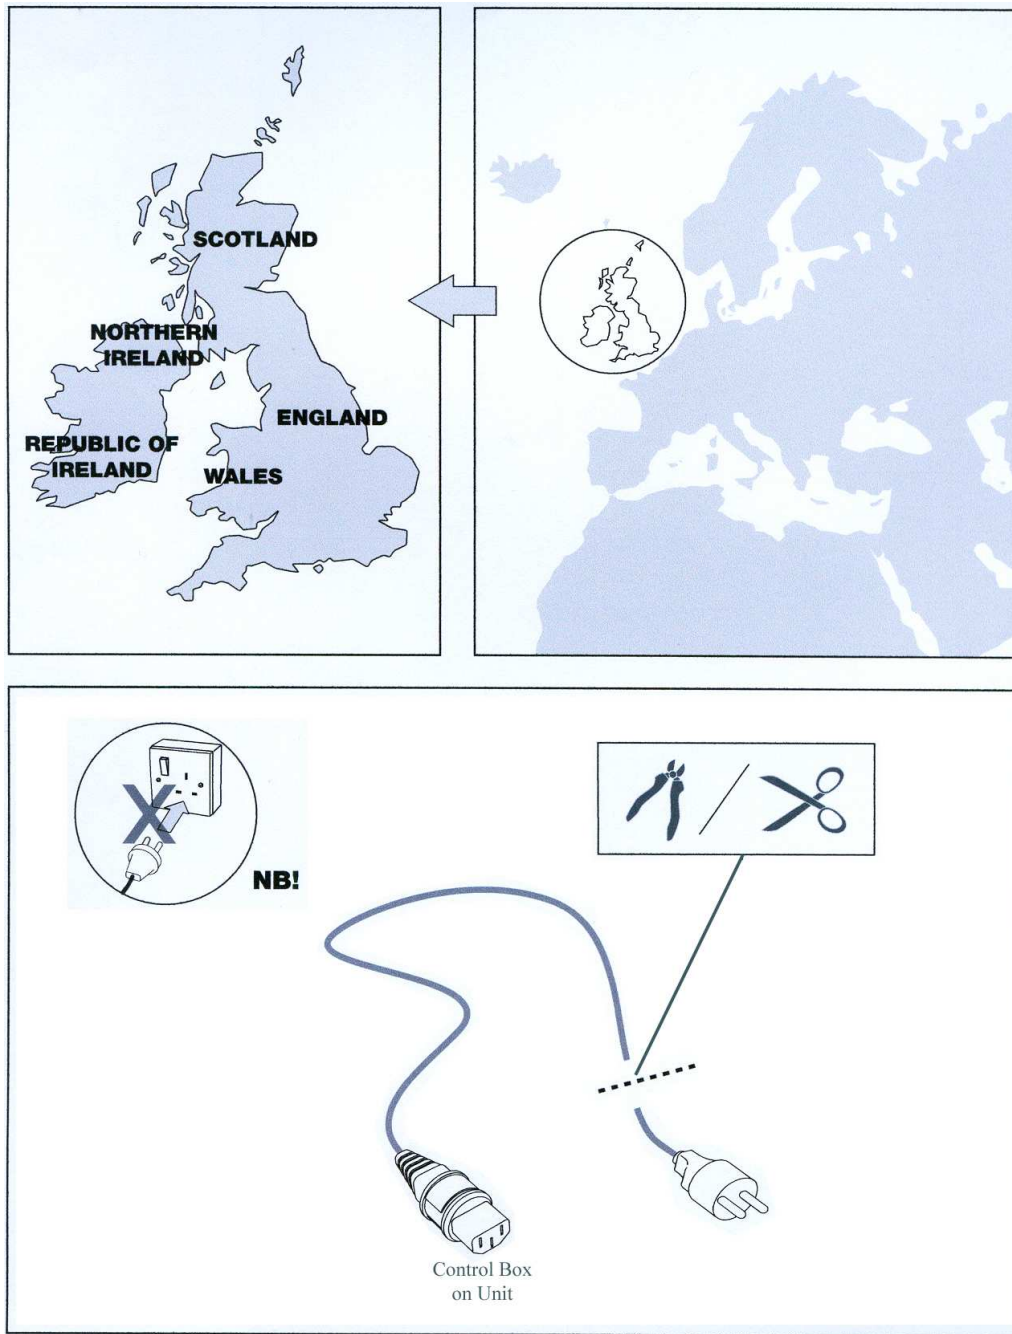 SCOTLAND
NORTHERN
IRELAND
ENGLAND
REPUBLIC OF
IRELAND
WALES
NB!
Control Box
on Unit